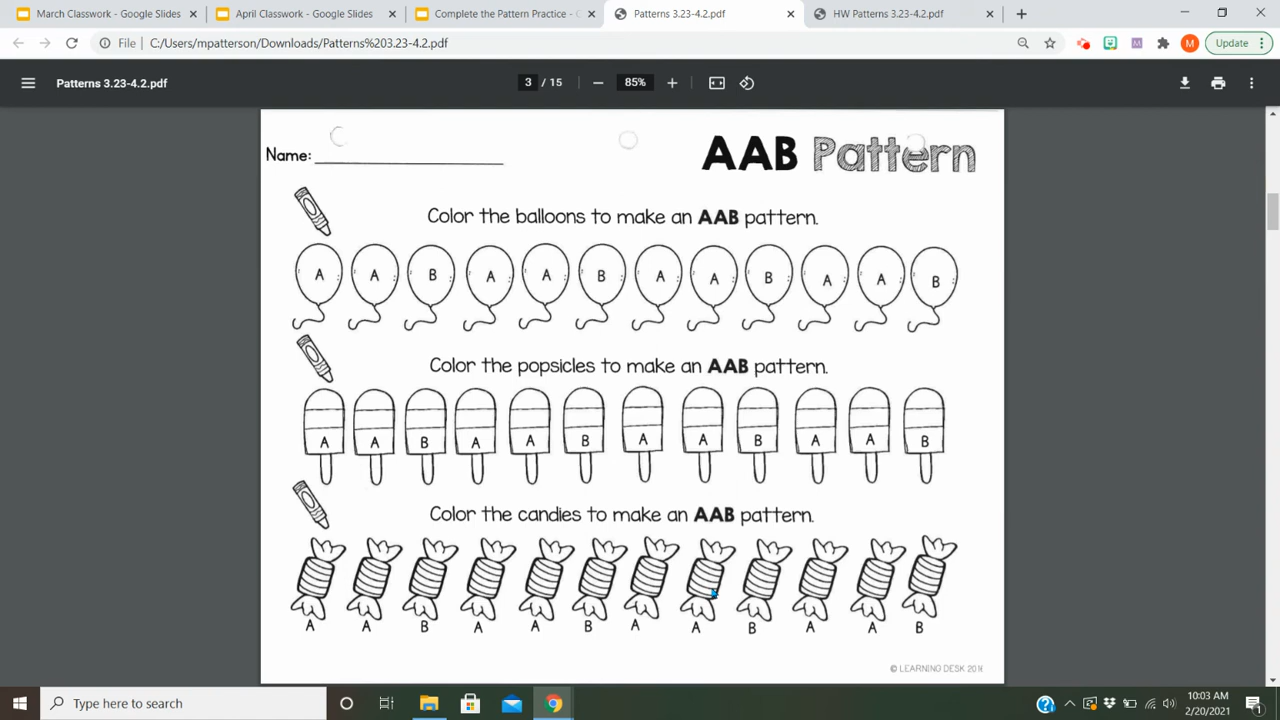 March Classwork - Google Slides
April Classwork - Google Slides
Complete the Pattern Practice -
Patterns 3.23-4.2.pdf
HW Patterns 3.23-4.2.pdf
File | C:/Users/mpatterson/Downloads/Patterns%203.23-4.2.pdf
M
Update
Patterns 3.23-4.2.pdf
3 / 15
85%
Name:
AAB Pattern
Color the balloons to make an AAB pattern.
A A B A A B A A B A A B
Color the popsicles to make an AAB pattern.
A A B A A B A A B A A B
Color the candies to make an AAB pattern.
A A B A A B A A B A A B
Type here to search
10:03 AM
2/20/2021